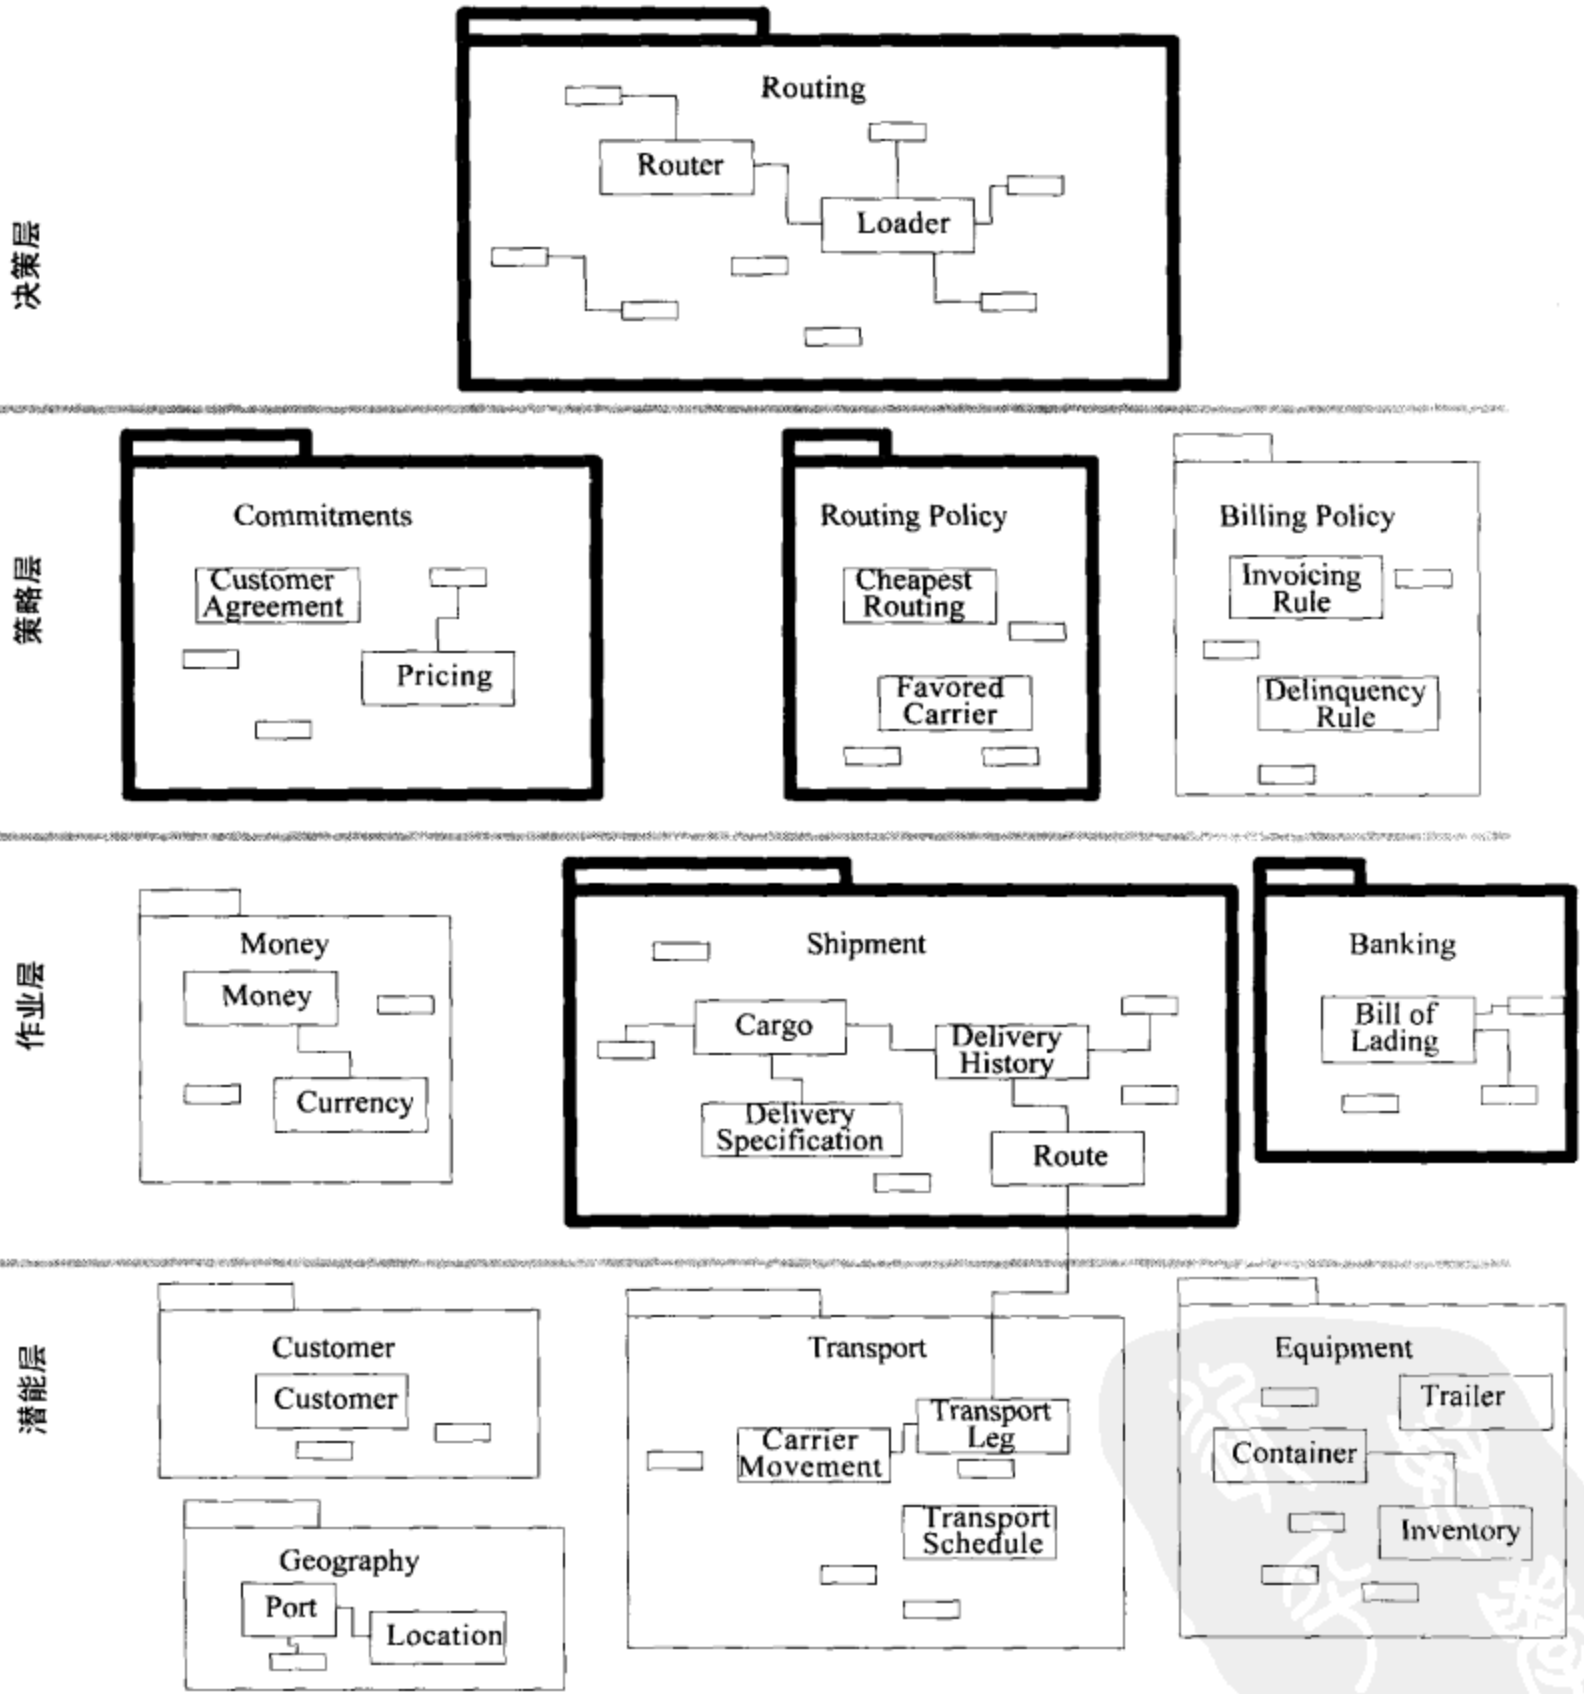 决策层
Routing
Router
Loader
策略层
Commitments
Customer
Agreement
Pricing
Routing Policy
Cheapest
Routing
Favored
Carrier
Billing Policy
Invoicing
Rule
Delinquency
Rule
作业层
Money
Money
Currency
Shipment
Cargo
Delivery
History
Delivery
Specification
Route
Banking
Bill of
Lading
潜能层
Customer
Customer
Geography
Port
Location
Transport
Transport
Leg
Carrier
Movement
Transport
Schedule
Equipment
Trailer
Container
Inventory